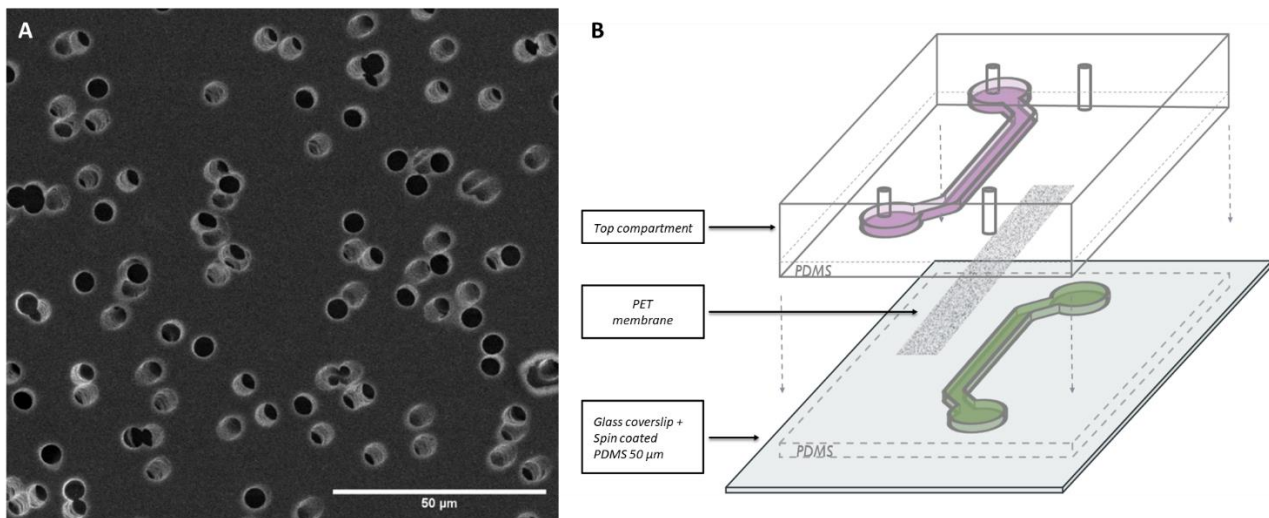 A
50 µm
B
Top compartment
PDMS
PET
membrane
Glass coverslip +
Spin coated
PDMS 50 µm
PDMS